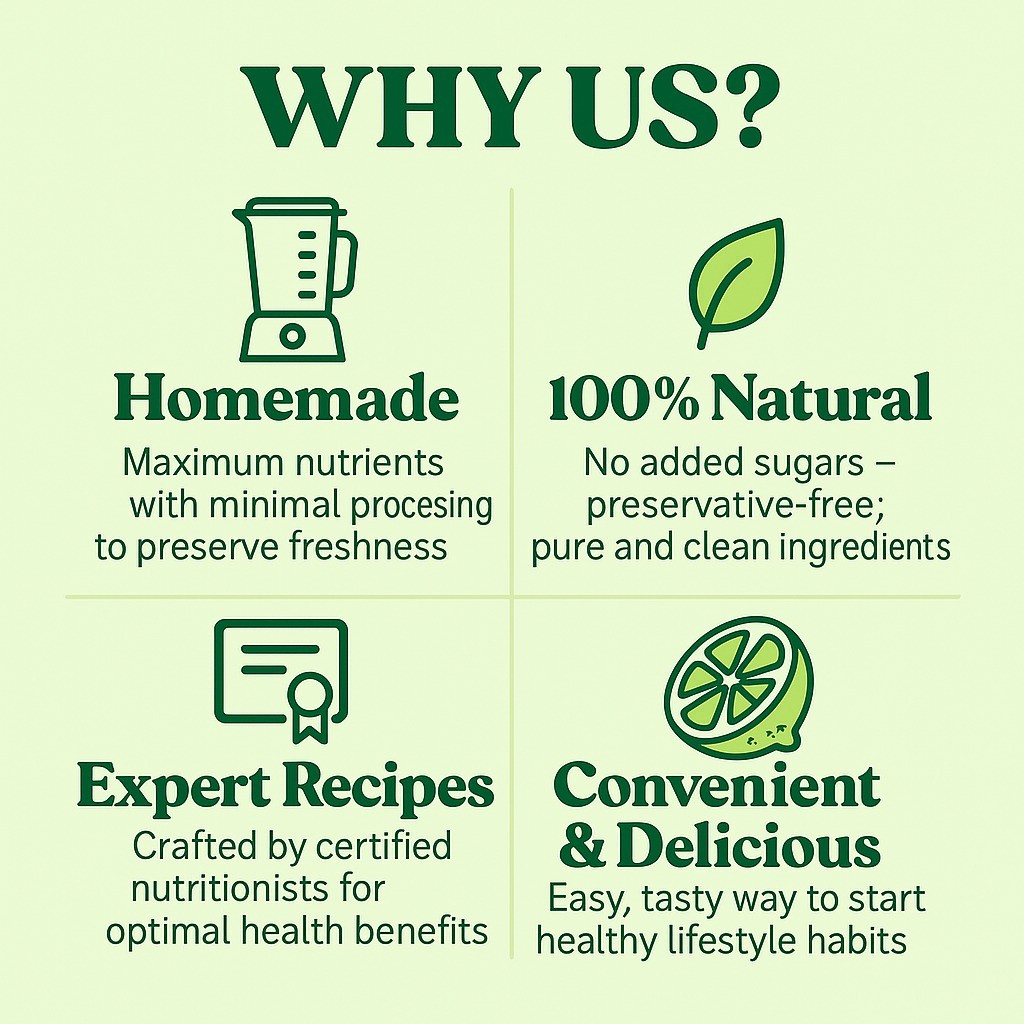 WHY US?
Homemade
Maximum nutrients
with minimal procesing
to preserve freshness
100% Natural
No added sugars –
preservative-free;
pure and clean ingredients
Expert Recipes
Crafted by certified
nutritionists for
optimal health benefits
Convenient
& Delicious
Easy, tasty way to start
healthy lifestyle habits